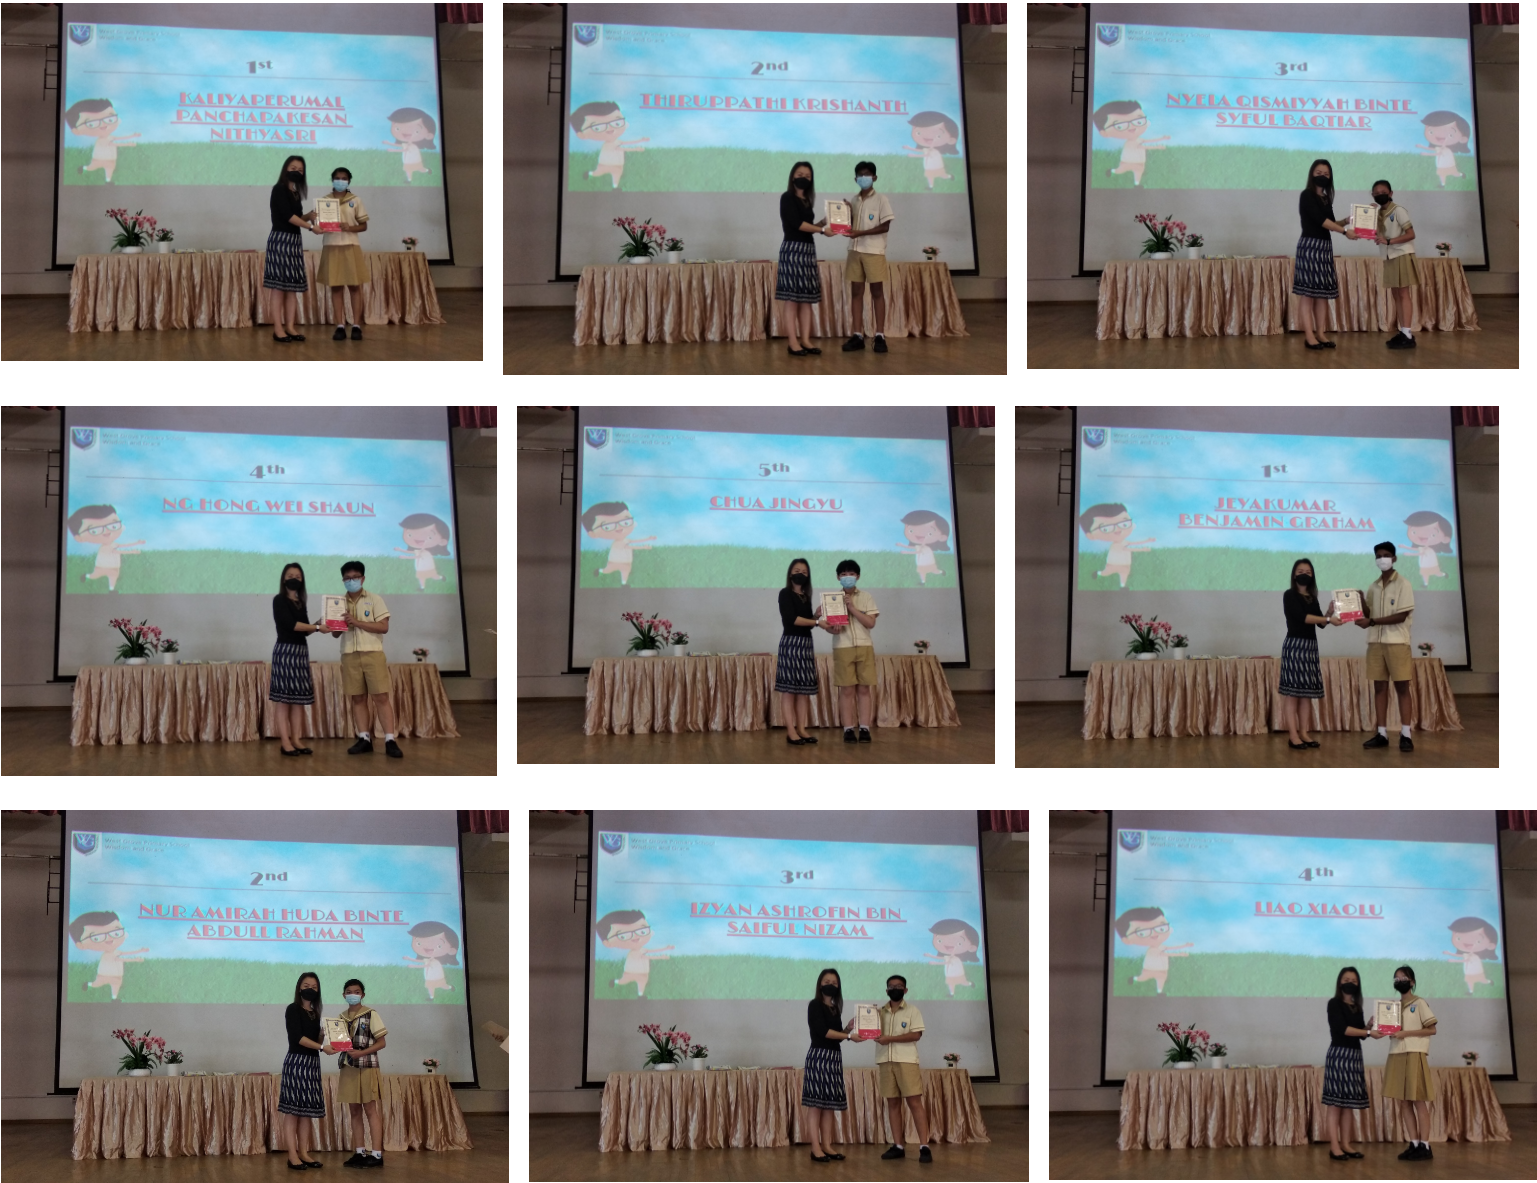 1st
KALIYAPERUMAL
PANCHAPAKESAN
NITHYASRI
2nd
THIRUPPATHI KRISHANTH
3rd
NYELA QISMIYYAH BINTE
SYFUL BAQTIAR
4th
NG HONG WEI SHAUN
5th
CHUA JINGYU
1st
JEYAKUMAR
BENJAMIN GRAHAM
2nd
NUR AMIRAH HUDA BINTE
ABDULL RAHMAN
3rd
IZYAN ASHROFIN BIN
SAIFUL NIZAM
4th
LIAO XIAOLU